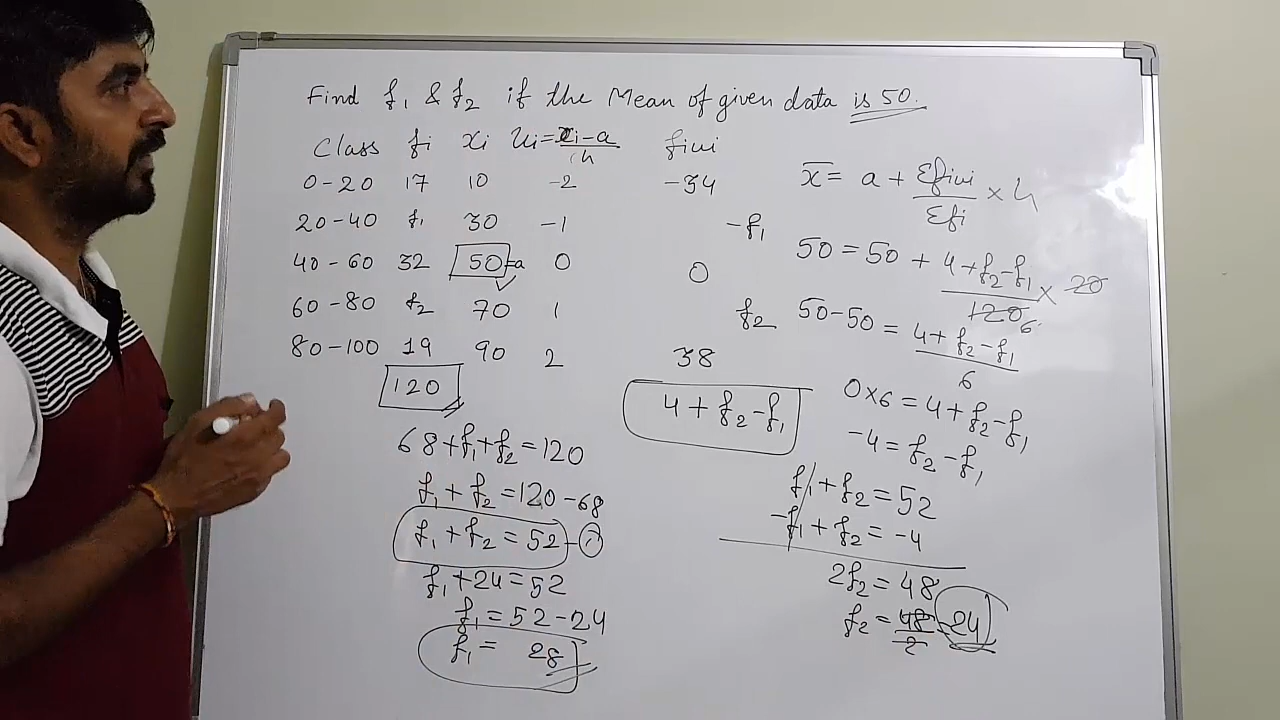 Find f₁ & f₂ if the Mean of given data is 50.
Class fi xi ui = xi-a/h fiui
0-20 17 10 -2 -34
20-40 f₁ 30 -1 -f₁
40-60 32 50=a 0 0
60-80 f₂ 70 1 f₂
80-100 19 90 2 38
120 4+f₂-f₁
68+f₁+f₂=120
f₁+f₂=120-68
f₁+f₂=52-①
f₁+24=52
f₁=52-24
f₁= 28
x̄ = a + Σfiui/Σfi × h
50 = 50 + 4+f₂-f₁/120 × 20
6
50-50 = 4+f₂-f₁/6
0×6 = 4+f₂-f₁
-4 = f₂-f₁
f₁+f₂=52
-f₁+f₂=-4
2f₂=48
f₂=48/2=24